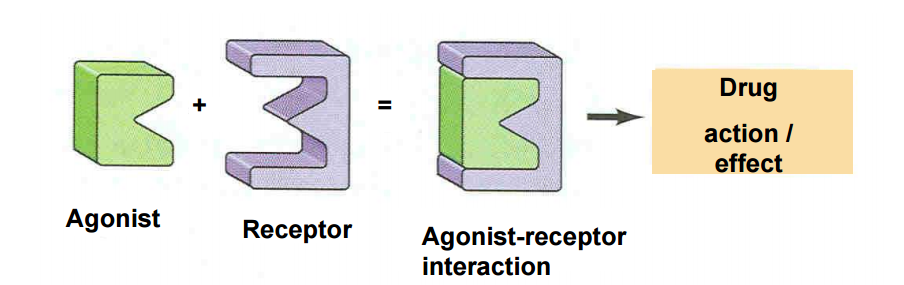 Agonist
+
Receptor
=
Agonist-receptor
interaction
Drug
action /
effect